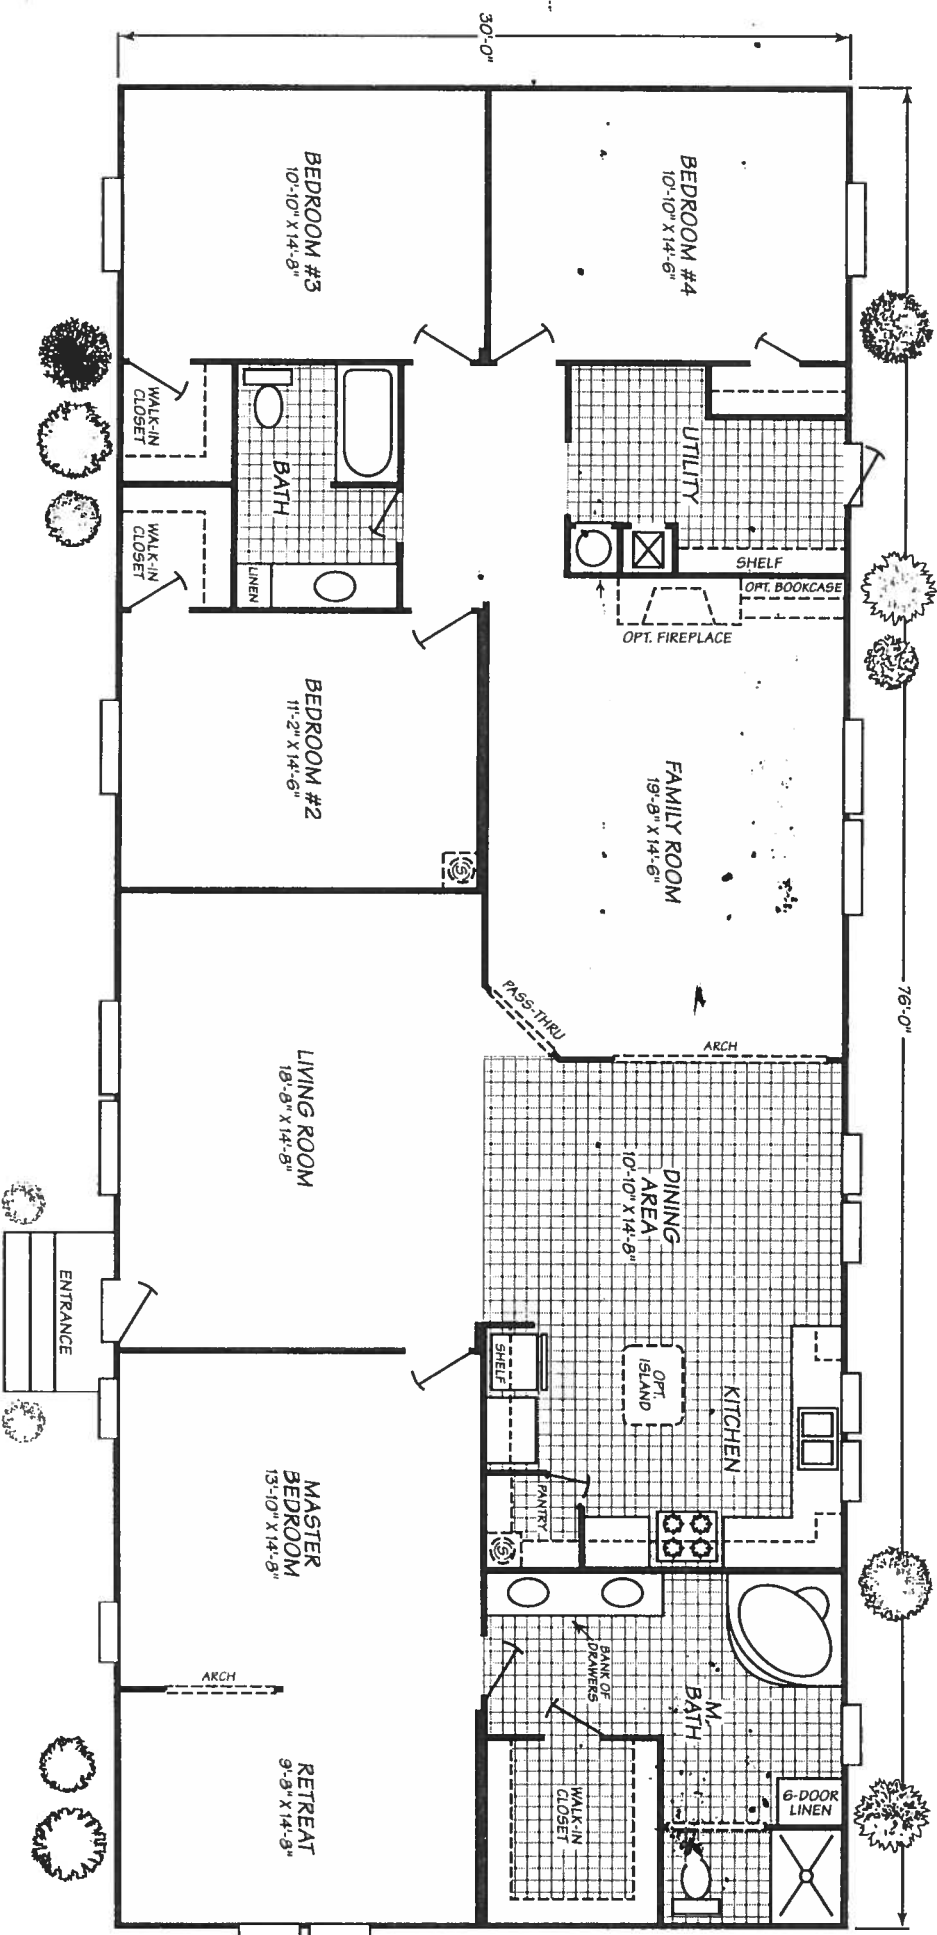 30'-0"
76'-0"
BEDROOM #4
10'-10" X 14'-6"
BEDROOM #3
10'-10" X 14'-8"
UTILITY
SHELF
OPT. BOOKCASE
OPT. FIREPLACE
WALK-IN
CLOSET
BATH
LINEN
WALK-IN
CLOSET
BEDROOM #2
11'-2" X 14'-6"
S
FAMILY ROOM
19'-8" X 14'-6"
PASS-THRU
ARCH
LIVING ROOM
18'-8" X 14'-8"
DINING
AREA
10'-10" X 14'-8"
ENTRANCE
SHELF
OPT.
ISLAND
KITCHEN
PANTRY
S
MASTER
BEDROOM
13'-10" X 14'-8"
ARCH
BANK OF
DRAWERS
M.
BATH
WALK-IN
CLOSET
6-DOOR
LINEN
RETREAT
9'-8" X 14'-8"